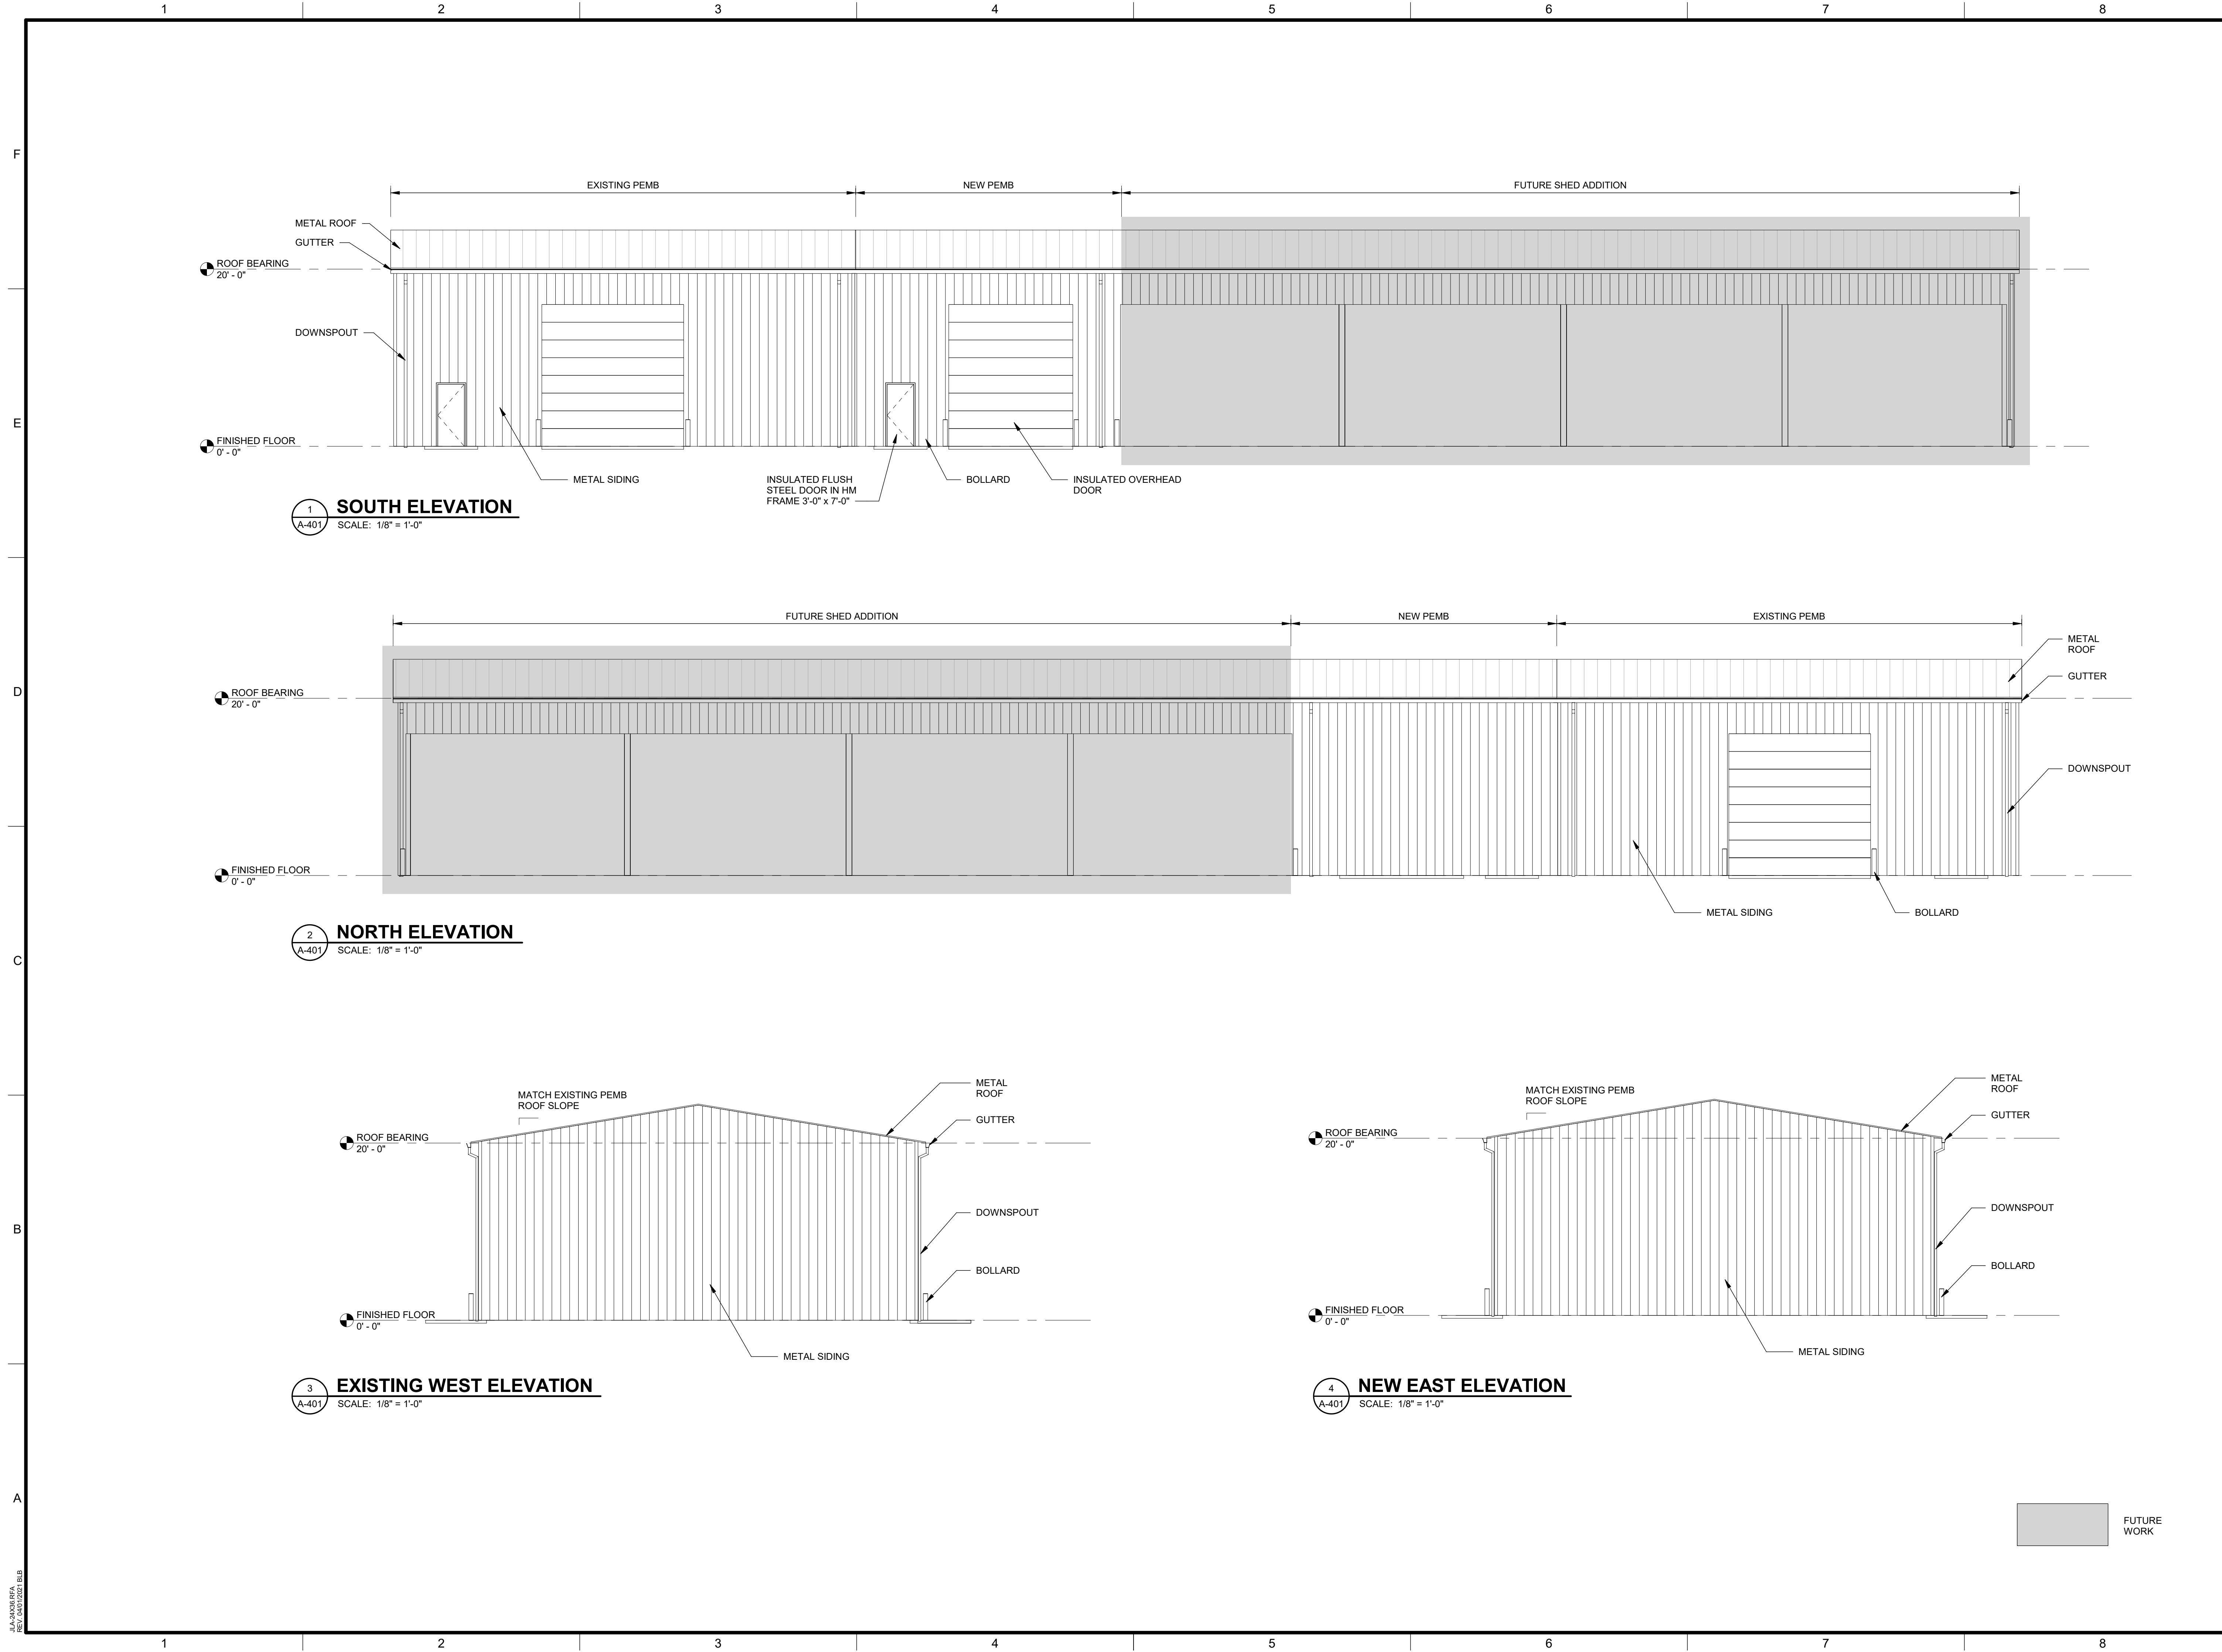 1 2 3 4 5 6 7 8
F
E
D
C
B
A
EXISTING PEMB
NEW PEMB
FUTURE SHED ADDITION
METAL ROOF
GUTTER
ROOF BEARING
20' - 0"
DOWNSPOUT
FINISHED FLOOR
0' - 0"
METAL SIDING
INSULATED FLUSH
STEEL DOOR IN HM
FRAME 3'-0" x 7'-0"
BOLLARD
INSULATED OVERHEAD
DOOR
1
A-401
SOUTH ELEVATION
SCALE: 1/8" = 1'-0"
FUTURE SHED ADDITION
NEW PEMB
EXISTING PEMB
METAL
ROOF
GUTTER
ROOF BEARING
20' - 0"
DOWNSPOUT
FINISHED FLOOR
0' - 0"
METAL SIDING
BOLLARD
2
A-401
NORTH ELEVATION
SCALE: 1/8" = 1'-0"
MATCH EXISTING PEMB
ROOF SLOPE
METAL
ROOF
GUTTER
ROOF BEARING
20' - 0"
DOWNSPOUT
BOLLARD
FINISHED FLOOR
0' - 0"
METAL SIDING
3
A-401
EXISTING WEST ELEVATION
SCALE: 1/8" = 1'-0"
MATCH EXISTING PEMB
ROOF SLOPE
METAL
ROOF
GUTTER
ROOF BEARING
20' - 0"
DOWNSPOUT
BOLLARD
FINISHED FLOOR
0' - 0"
METAL SIDING
4
A-401
NEW EAST ELEVATION
SCALE: 1/8" = 1'-0"
FUTURE
WORK
JLA-24X36.RFA
REV. 04/01/2021 BLB
1 2 3 4 5 6 7 8